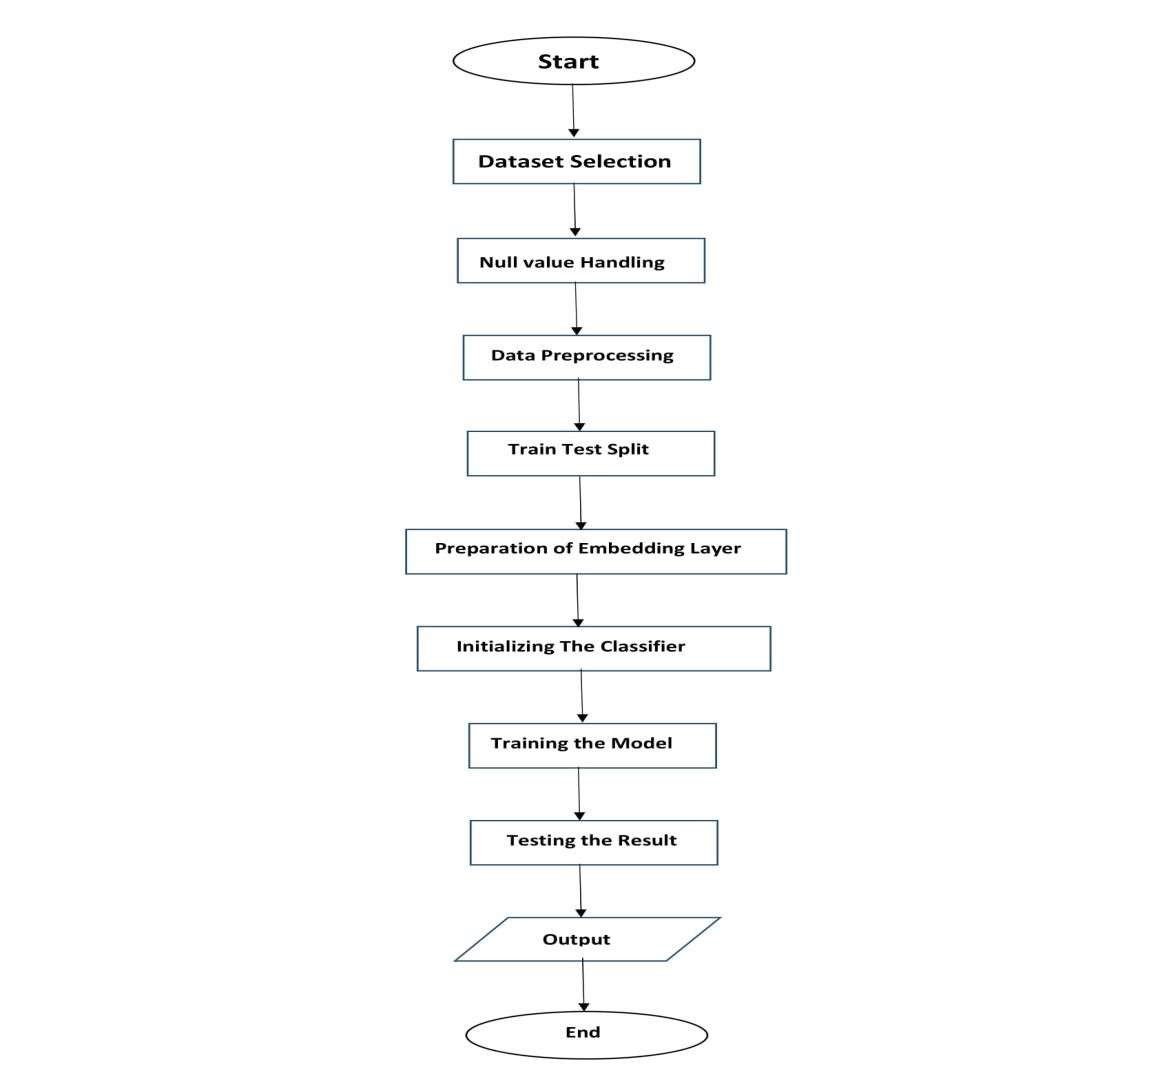 Start
Dataset Selection
Null value Handling
Data Preprocessing
Train Test Split
Preparation of Embedding Layer
Initializing The Classifier
Training the Model
Testing the Result
Output
End